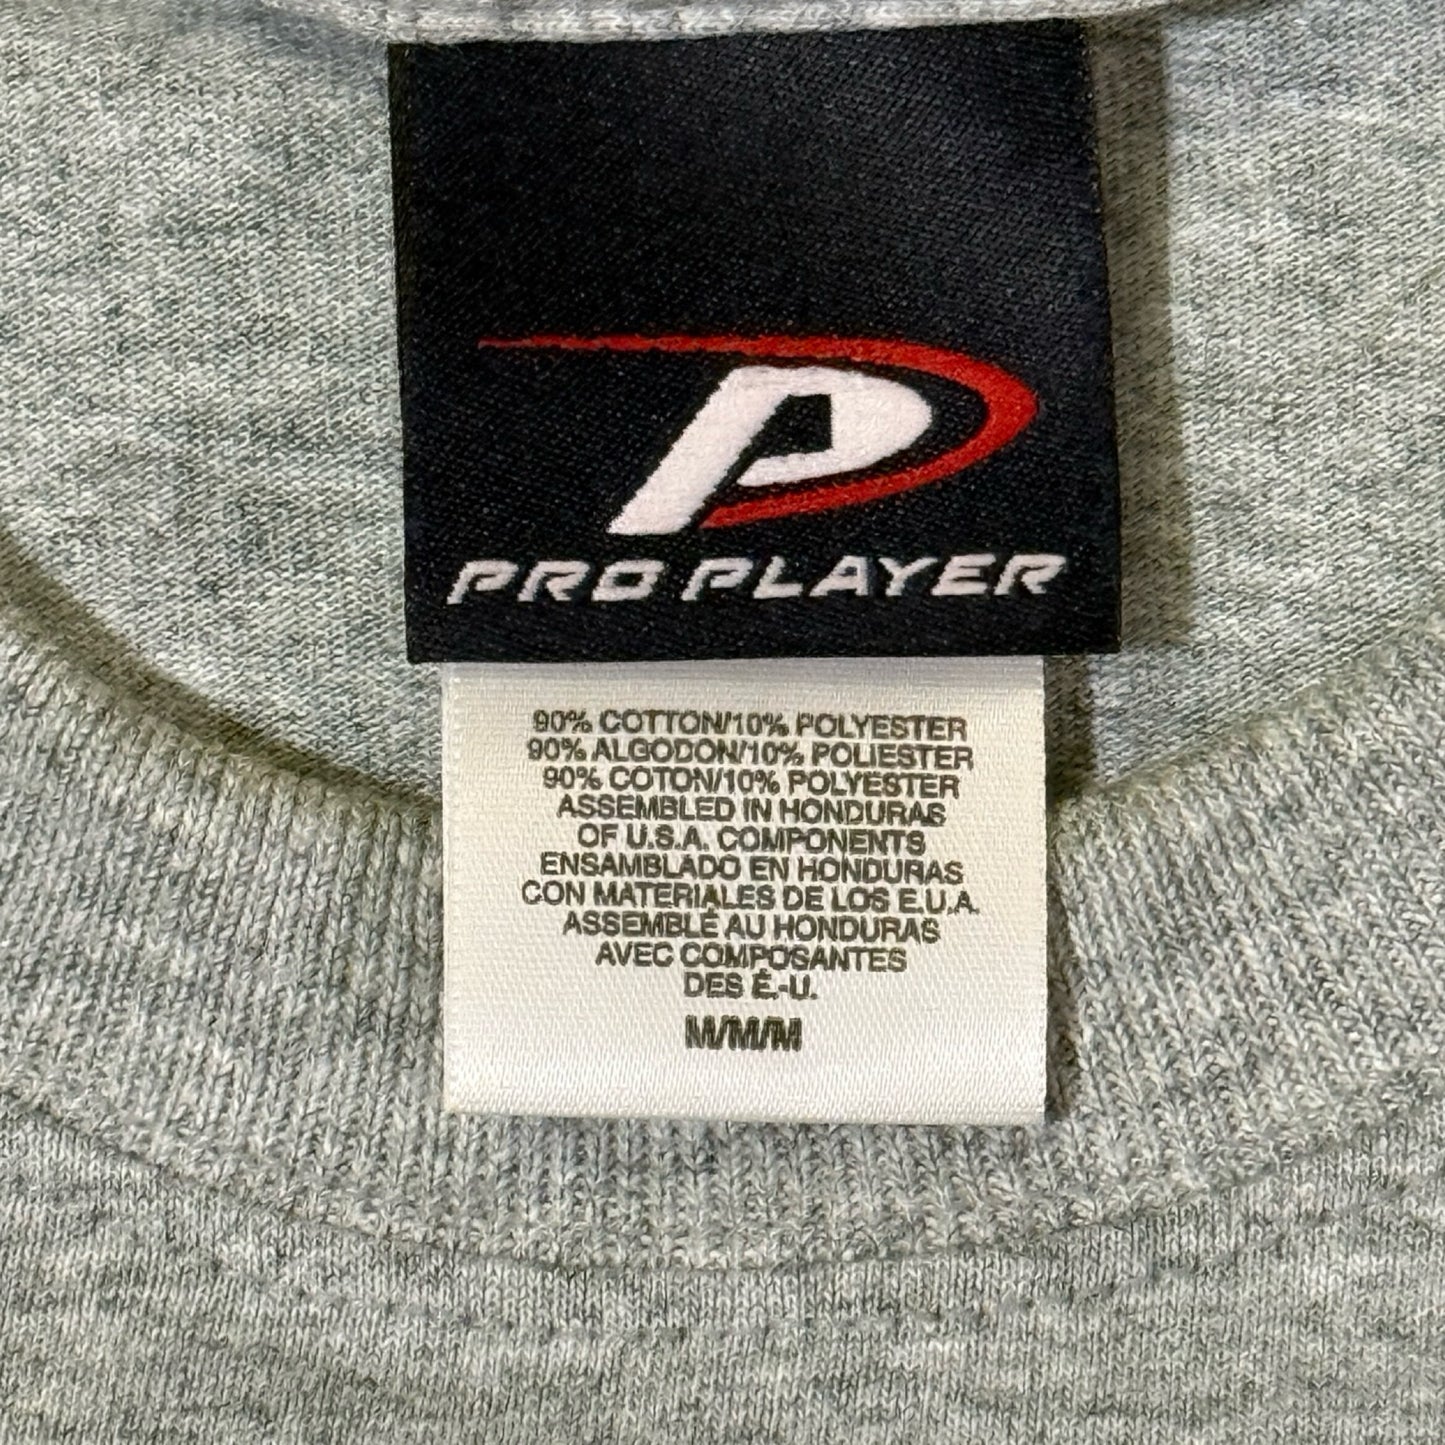 P
PRO PLAYER
90% COTTON/10% POLYESTER
90% ALGODON/10% POLIESTER
90% COTON/10% POLYESTER
ASSEMBLED IN HONDURAS
OF U.S.A. COMPONENTS
ENSAMBLADO EN HONDURAS
CON MATERIALES DE LOS E.U.A.
ASSEMBLÉ AU HONDURAS
AVEC COMPOSANTES
DES É.-U.
M/M/M